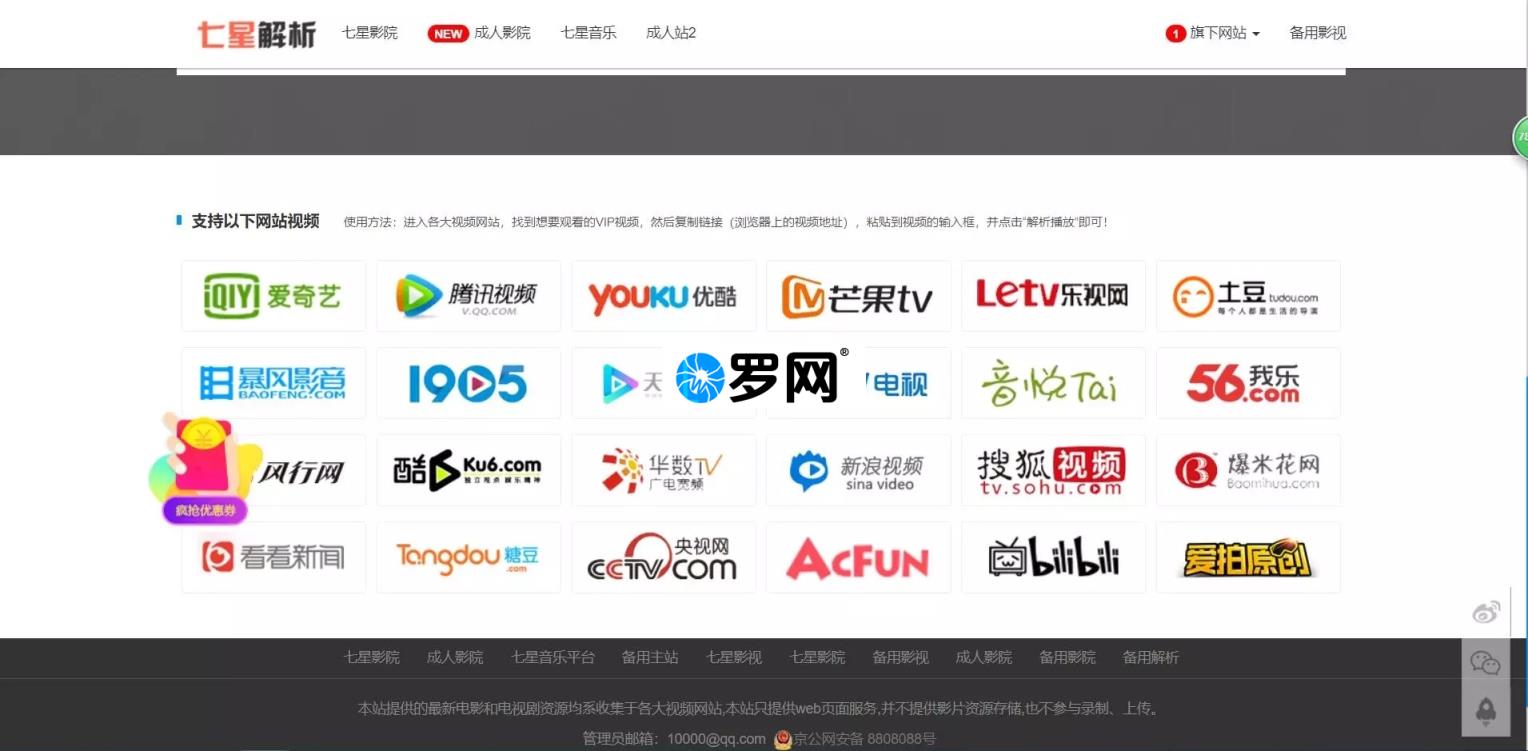 七星解析 七星影院 NEW 成人影院 七星音乐 成人站2 1 旗下网站 备用影视
78
支持以下网站视频 使用方法：进入各大视频网站，找到想要观看的VIP视频，然后复制链接（浏览器上的视频地址），粘贴到视频的输入框，并点击“解析播放”即可！
iQIYI 爱奇艺 腾讯视频 V.QQ.COM YOUKU 优酷 芒果tv Letv乐视网 土豆 tudou.com 每个人都是生活的导演
暴风影音 BAOFENG.COM 1905 天 罗网® 电视 音悦Tai 56.com 我乐
风行网 酷6 Ku6.com 独立视点 娱乐精神 华数TV 广电宽频 新浪视频 sina video 搜狐视频 tv.sohu.com 爆米花网 Baomihua.com
疯抢优惠券
看看新闻 Tangdou糖豆.com 央视网 CCTV.com AcFun bilibili 爱拍原创
七星影院 成人影院 七星音乐平台 备用主站 七星影视 七星影院 备用影视 成人影院 备用影院 备用解析
本站提供的最新电影和电视剧资源均系收集于各大视频网站,本站只提供web页面服务,并不提供影片资源存储,也不参与录制、上传。
管理员邮箱：10000@qq.com 京公网安备 8808088号